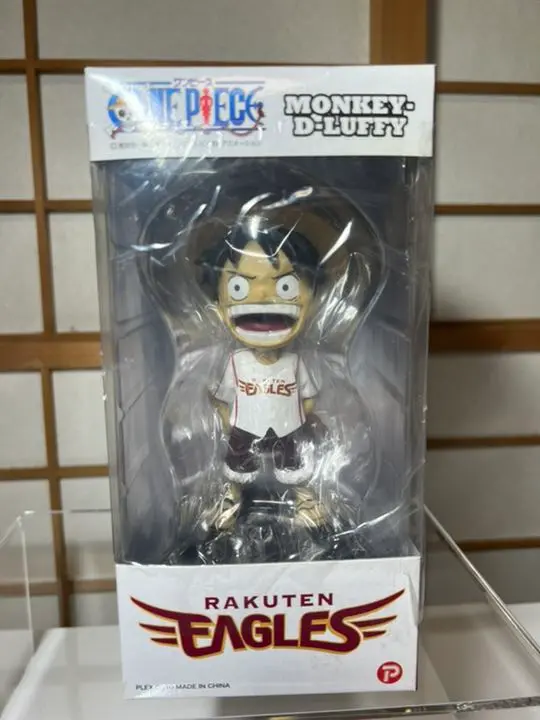 ワンピース
ONE PIECE
MONKEY・
D・LUFFY
RAKUTEN
EAGLES
RAKUTEN
EAGLES
MADE IN CHINA
P